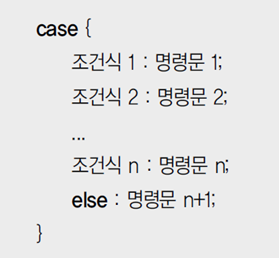 case {
조건식 1 : 명령문 1;
조건식 2 : 명령문 2;
...
조건식 n : 명령문 n;
else : 명령문 n+1;
}